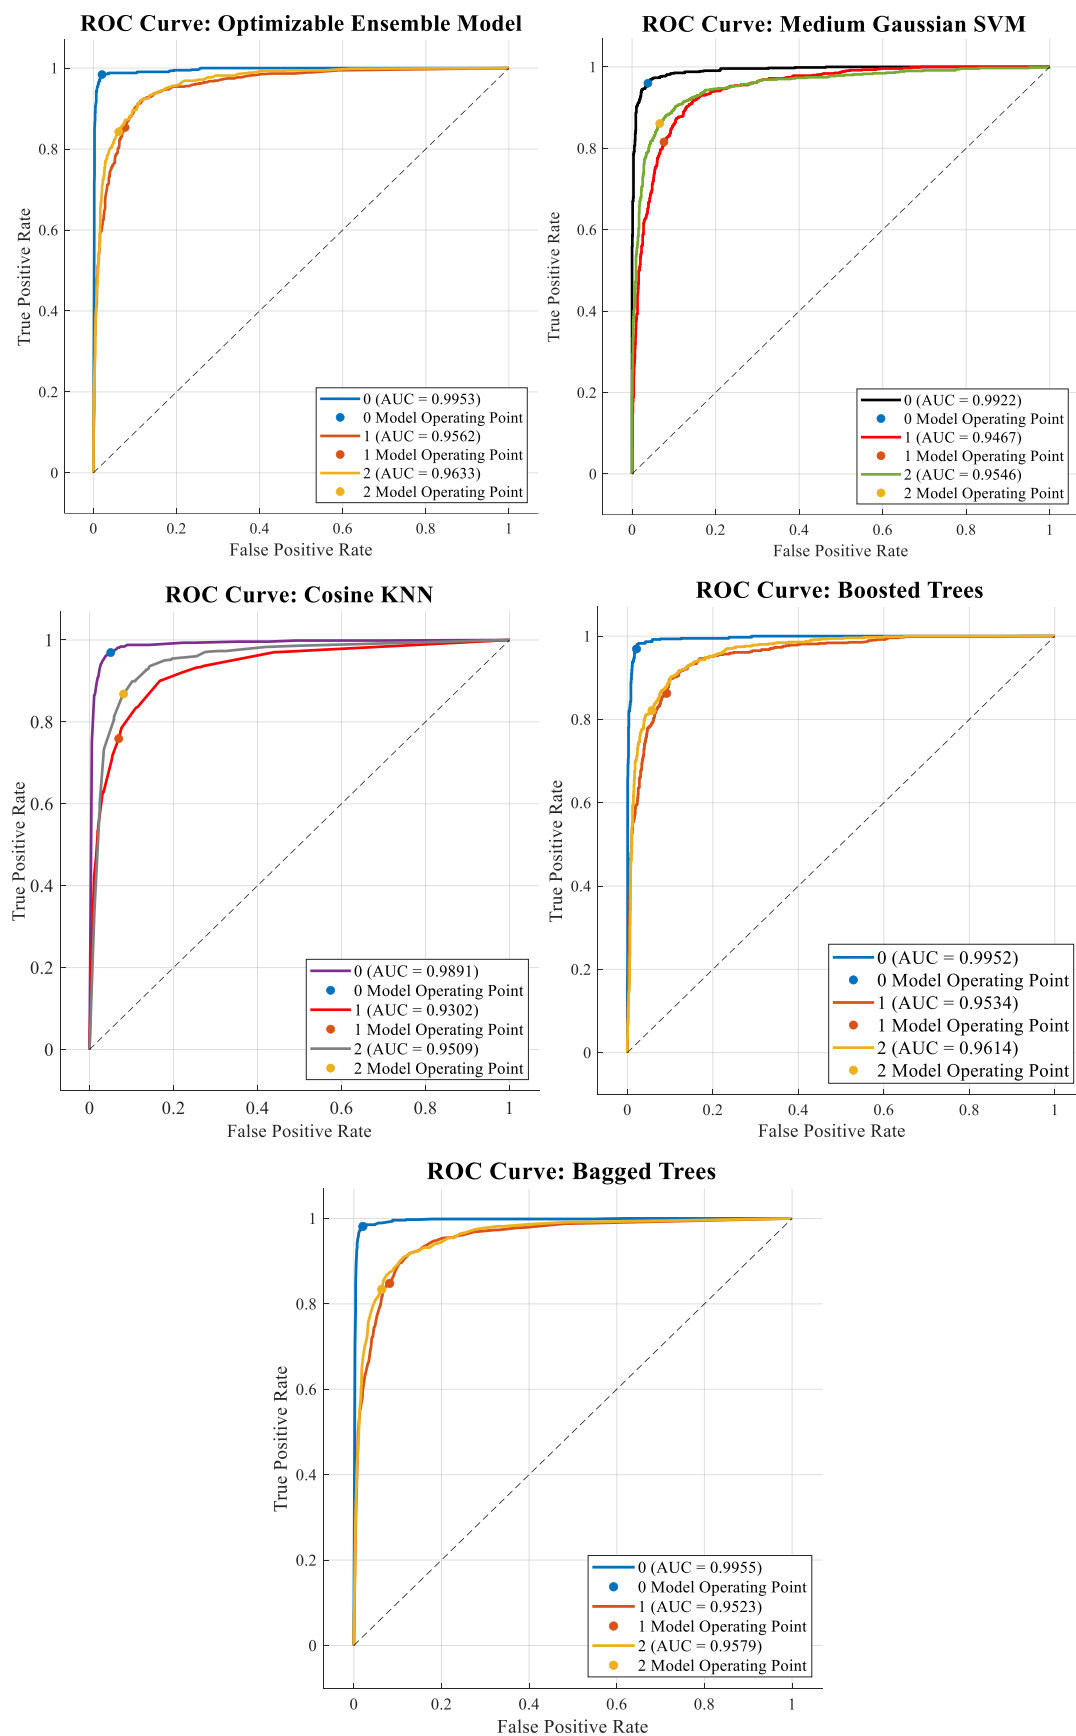 ROC Curve: Optimizable Ensemble Model
1
0.8
0.6
0.4
0.2
0
True Positive Rate
0 (AUC = 0.9953)
0 Model Operating Point
1 (AUC = 0.9562)
1 Model Operating Point
2 (AUC = 0.9633)
2 Model Operating Point
0 0.2 0.4 0.6 0.8 1
False Positive Rate
ROC Curve: Medium Gaussian SVM
1
0.8
0.6
0.4
0.2
0
True Positive Rate
0 (AUC = 0.9922)
0 Model Operating Point
1 (AUC = 0.9467)
1 Model Operating Point
2 (AUC = 0.9546)
2 Model Operating Point
0 0.2 0.4 0.6 0.8 1
False Positive Rate
ROC Curve: Cosine KNN
1
0.8
0.6
0.4
0.2
0
True Positive Rate
0 (AUC = 0.9891)
0 Model Operating Point
1 (AUC = 0.9302)
1 Model Operating Point
2 (AUC = 0.9509)
2 Model Operating Point
0 0.2 0.4 0.6 0.8 1
False Positive Rate
ROC Curve: Boosted Trees
1
0.8
0.6
0.4
0.2
0
True Positive Rate
0 (AUC = 0.9952)
0 Model Operating Point
1 (AUC = 0.9534)
1 Model Operating Point
2 (AUC = 0.9614)
2 Model Operating Point
0 0.2 0.4 0.6 0.8 1
False Positive Rate
ROC Curve: Bagged Trees
1
0.8
0.6
0.4
0.2
0
True Positive Rate
0 (AUC = 0.9955)
0 Model Operating Point
1 (AUC = 0.9523)
1 Model Operating Point
2 (AUC = 0.9579)
2 Model Operating Point
0 0.2 0.4 0.6 0.8 1
False Positive Rate